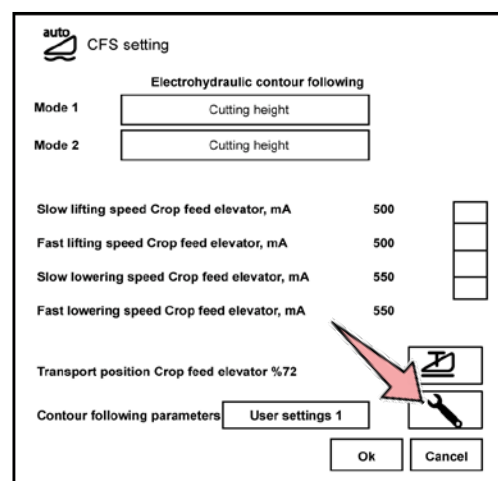 auto
CFS setting
Electrohydraulic contour following
Mode 1 Cutting height
Mode 2 Cutting height
Slow lifting speed Crop feed elevator, mA 500
Fast lifting speed Crop feed elevator, mA 500
Slow lowering speed Crop feed elevator, mA 550
Fast lowering speed Crop feed elevator, mA 550
Transport position Crop feed elevator %72
Contour following parameters User settings 1
Ok Cancel